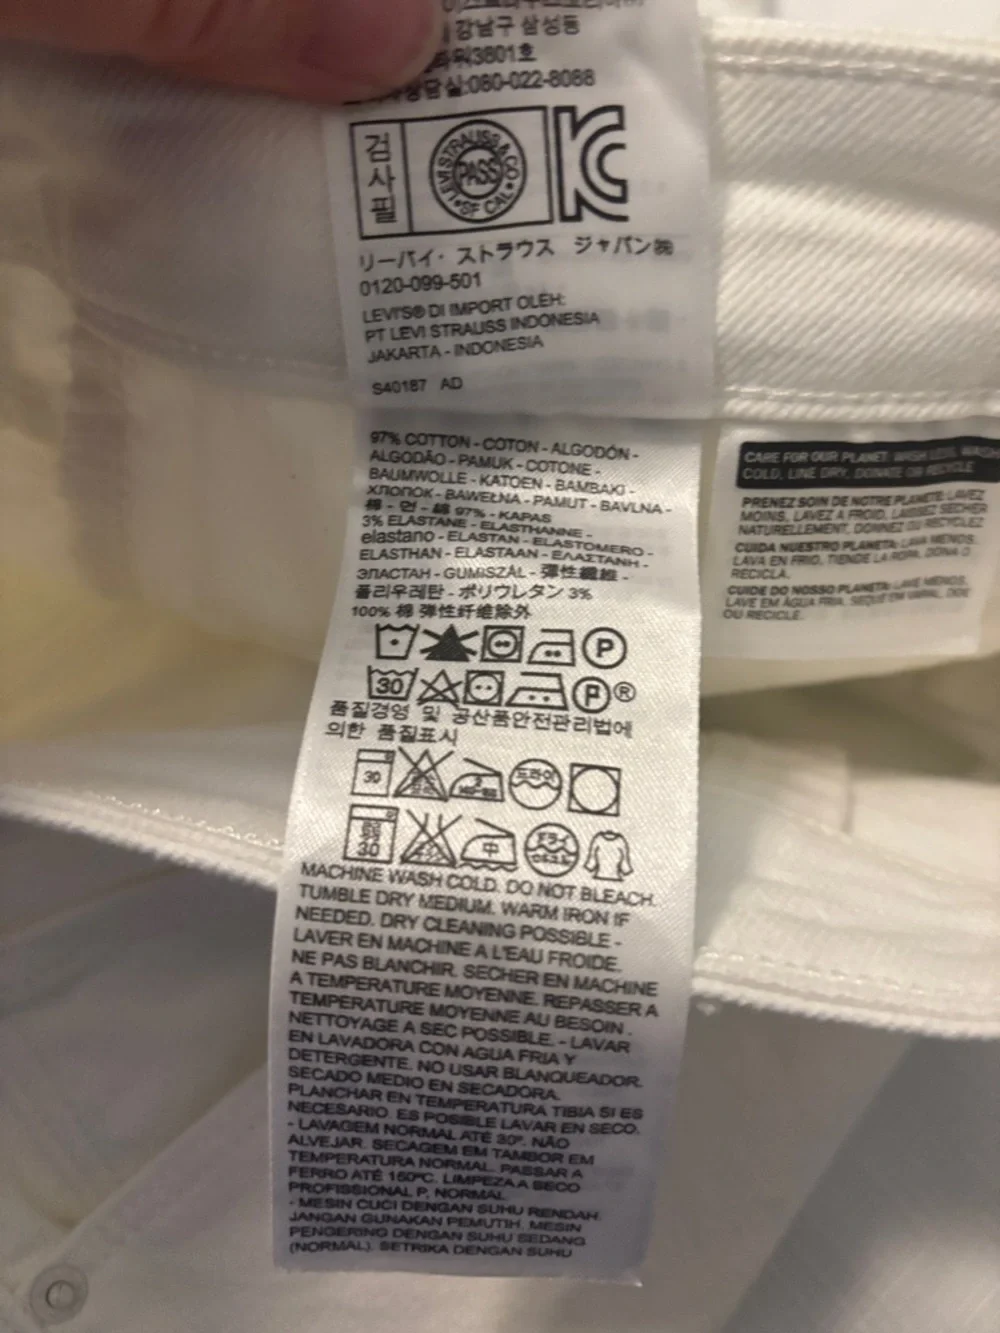 강남구 삼성동
3801호
실:080-022-8088
검사필
LEVI STRAUSS & CO
PASS
SF CAL
KC
リーバイ・ストラウス ジャパン㈱
0120-099-501
LEVI'S® DI IMPORT OLEH:
PT LEVI STRAUSS INDONESIA
JAKARTA - INDONESIA
S40187 AD
97% COTTON - COTON - ALGODÓN -
ALGODÃO - PAMUK - COTONE -
BAUMWOLLE - KATOEN - BAMBAKI -
ХЛОПОК - BAWEŁNA - PAMUT - BAVLNA -
棉 - 면 - 綿 97% - KAPAS
3% ELASTANE - ELASTHANNE -
elastano - ELASTAN - ELASTOMERO -
ELASTHAN - ELASTAAN - ΕΛΑΣΤΑΝΗ -
ЭЛАСТАН - GUMISZÁL - 彈性纖維 -
폴리우레탄 - ポリウレタン 3%
100% 棉 弹性纤维除外
P
30 P ®
품질경영 및 공산품안전관리법에
의한 품질표시
30 드라이
30 中 ドライ
MACHINE WASH COLD. DO NOT BLEACH.
TUMBLE DRY MEDIUM. WARM IRON IF
NEEDED. DRY CLEANING POSSIBLE -
LAVER EN MACHINE A L'EAU FROIDE.
NE PAS BLANCHIR. SECHER EN MACHINE
A TEMPERATURE MOYENNE. REPASSER A
TEMPERATURE MOYENNE AU BESOIN.
NETTOYAGE A SEC POSSIBLE. - LAVAR
EN LAVADORA CON AGUA FRIA Y
DETERGENTE. NO USAR BLANQUEADOR.
SECADO MEDIO EN SECADORA.
PLANCHAR EN TEMPERATURA TIBIA SI ES
NECESARIO. ES POSIBLE LAVAR EN SECO.
- LAVAGEM NORMAL ATÉ 30º. NÃO
ALVEJAR. SECAGEM EM TAMBOR EM
TEMPERATURA NORMAL. PASSAR A
FERRO ATÉ 150ºC. LIMPEZA A SECO
PROFISSIONAL P, NORMAL
- MESIN CUCI DENGAN SUHU RENDAH.
JANGAN GUNAKAN PEMUTIH. MESIN
PENGERING DENGAN SUHU SEDANG
(NORMAL). SETRIKA DENGAN SUHU
CARE FOR OUR PLANET: WASH LESS, WASH
COLD, LINE DRY, DONATE OR RECYCLE
PRENEZ SOIN DE NOTRE PLANETE: LAVEZ
MOINS, LAVEZ A FROID, LAISSEZ SECHER
NATURELLEMENT, DONNEZ OU RECYCLEZ
CUIDA NUESTRO PLANETA: LAVA MENOS,
LAVA EN FRIO, TIENDE LA ROPA, DONA O
RECICLA.
CUIDE DO NOSSO PLANETA: LAVE MENOS,
LAVE EM ÁGUA FRIA, SEQUE EM VARAL, DOE
OU RECICLE.